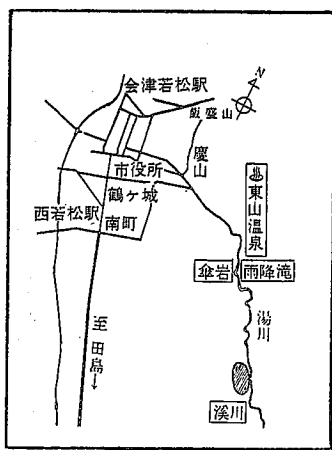 会津若松駅
N
飯盛山
慶山
市役所
鶴ヶ城
西若松駅
南町
♨東山温泉
傘岩
雨降滝
湯川
至田島→
溪川